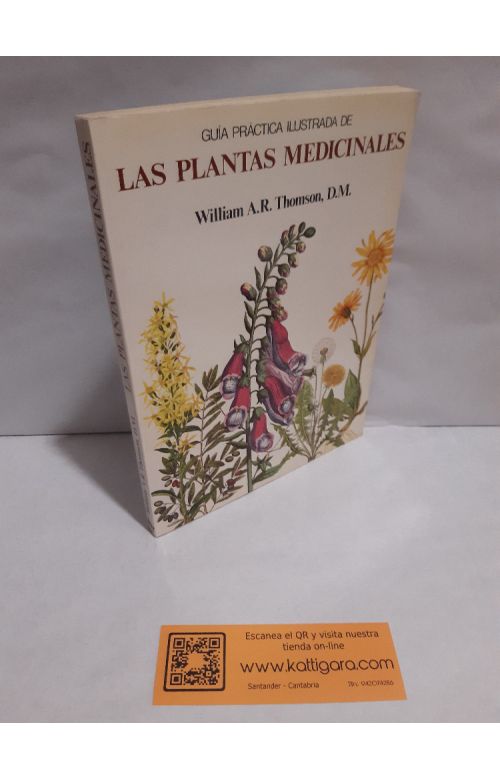 GUÍA PRÁCTICA ILUSTRADA DE
LAS PLANTAS MEDICINALES
William A.R. Thomson, D.M.
LAS PLANTAS MEDICINALES
Escanea el QR y visita nuestra
tienda on-line
www.kattigara.com
Santander - Cantabria